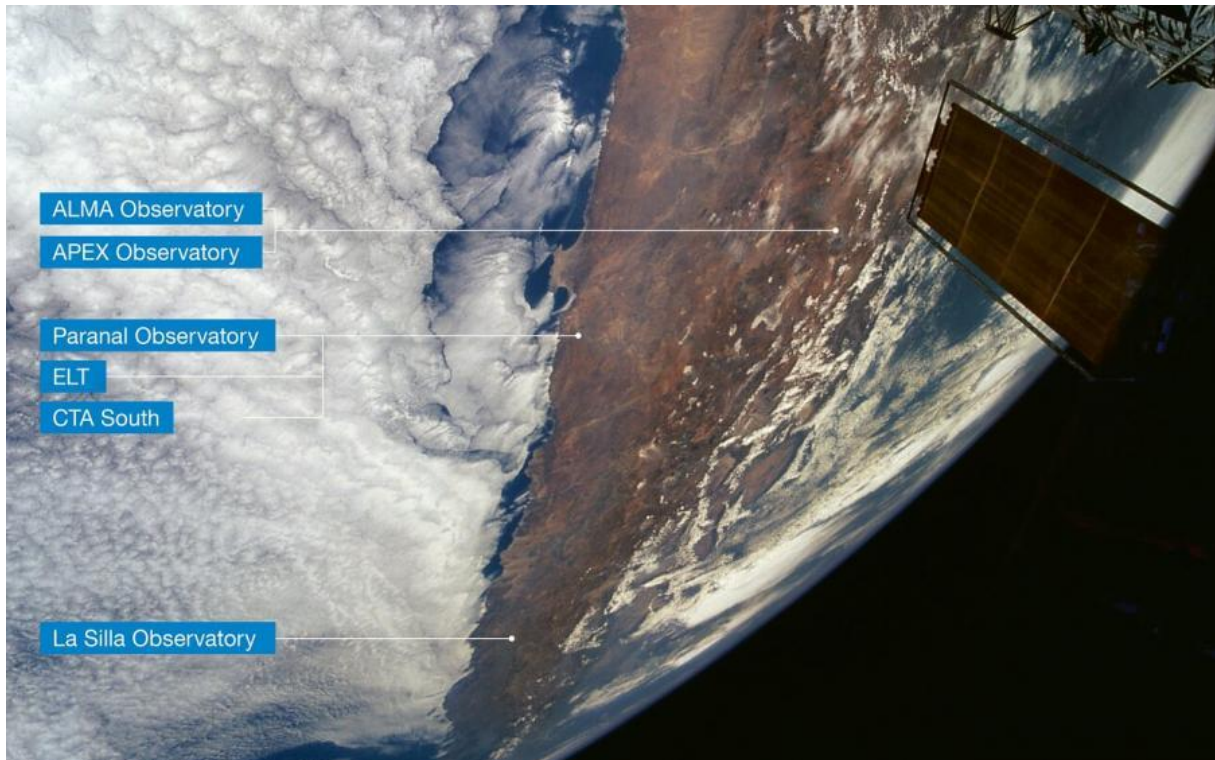 ALMA Observatory
APEX Observatory
Paranal Observatory
ELT
CTA South
La Silla Observatory